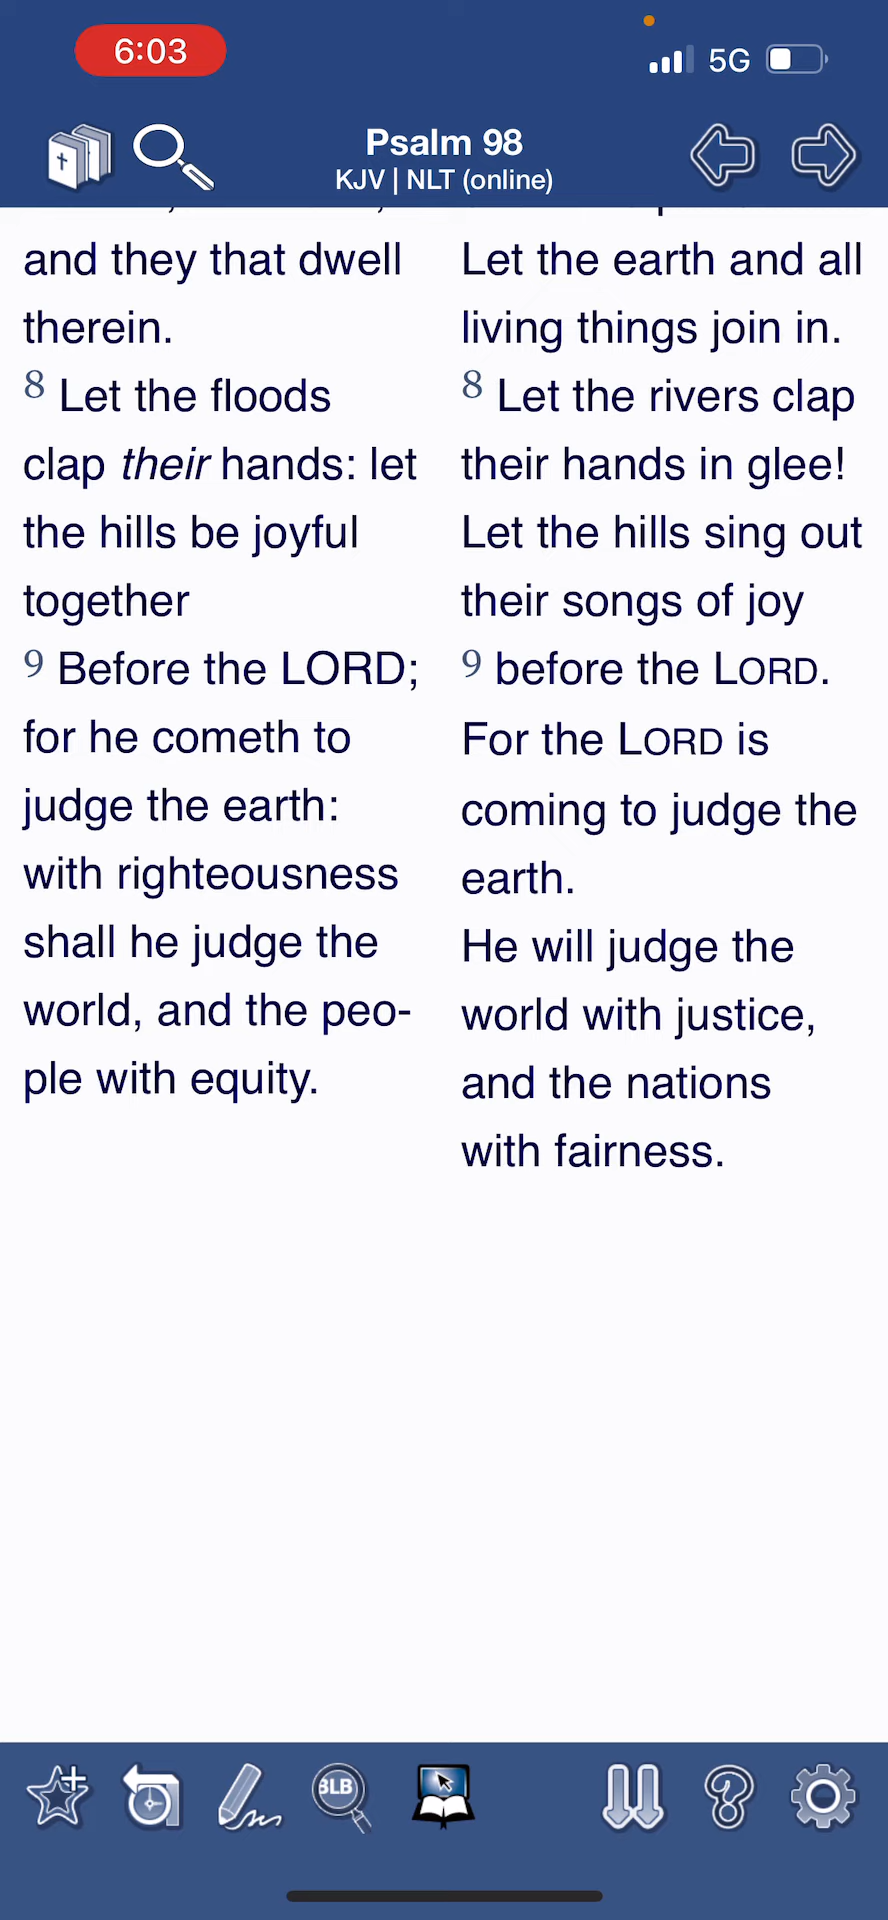 6:03
5G
Psalm 98
KJV | NLT (online)
and they that dwell
therein.
8 Let the floods
clap their hands: let
the hills be joyful
together
9 Before the LORD;
for he cometh to
judge the earth:
with righteousness
shall he judge the
world, and the peo-
ple with equity.
Let the earth and all
living things join in.
8 Let the rivers clap
their hands in glee!
Let the hills sing out
their songs of joy
9 before the LORD.
For the LORD is
coming to judge the
earth.
He will judge the
world with justice,
and the nations
with fairness.
BLB